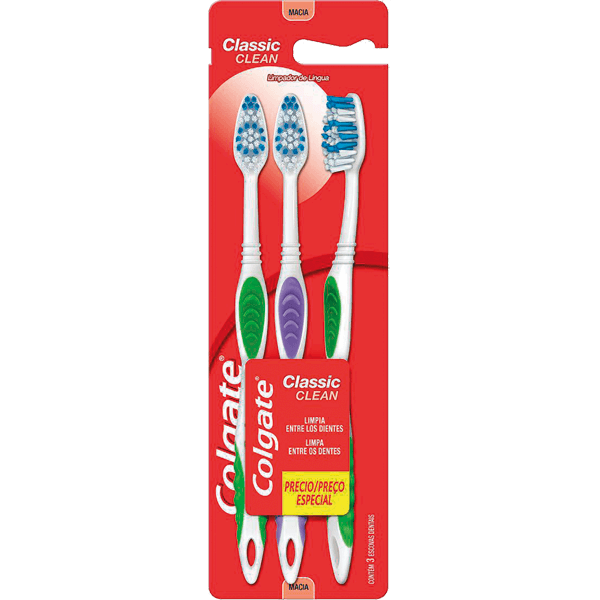 MACIA
Classic
CLEAN
Limpador de Língua
Colgate®
Colgate®
Classic
CLEAN
LIMPIA
ENTRE LOS DIENTES
LIMPA
ENTRE OS DENTES
PRECIO/PREÇO
ESPECIAL
CONTÉM 3 ESCOVAS DENTAIS
MACIA